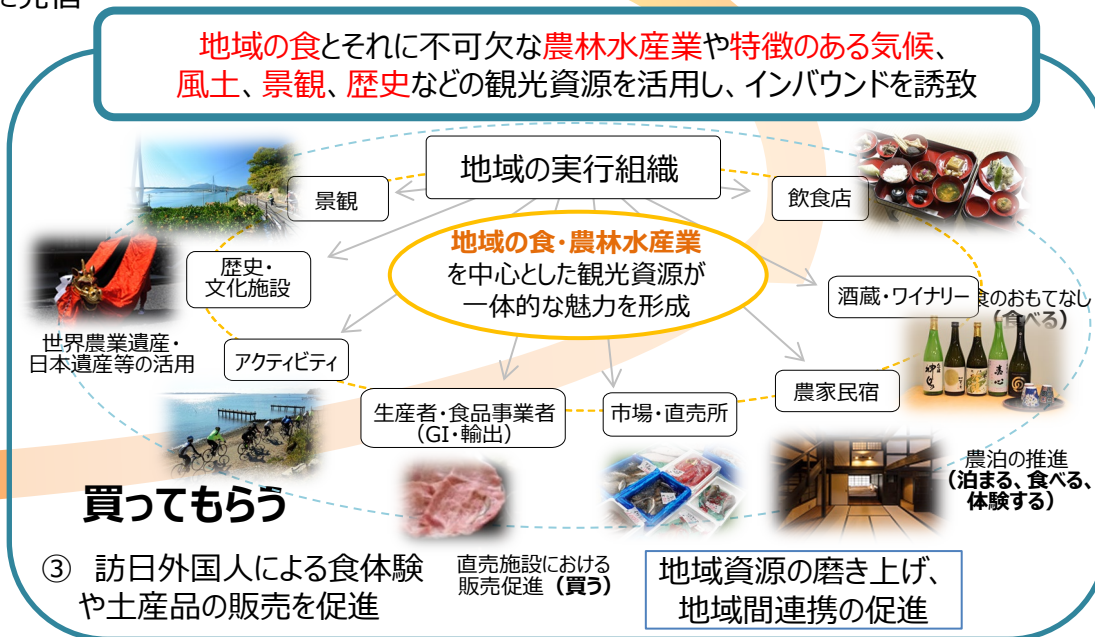 に発信
地域の食とそれに不可欠な農林水産業や特徴のある気候、
風土、景観、歴史などの観光資源を活用し、インバウンドを誘致
地域の実行組織
景観
飲食店
地域の食・農林水産業
を中心とした観光資源が
一体的な魅力を形成
歴史・
文化施設
酒蔵・ワイナリー
食のおもてなし
(食べる)
世界農業遺産・
日本遺産等の活用
アクティビティ
農家民宿
生産者・食品事業者
(GI・輸出)
市場・直売所
農泊の推進
(泊まる、食べる、
体験する)
買ってもらう
③ 訪日外国人による食体験
や土産品の販売を促進
直売施設における
販売促進 (買う)
地域資源の磨き上げ、
地域間連携の促進